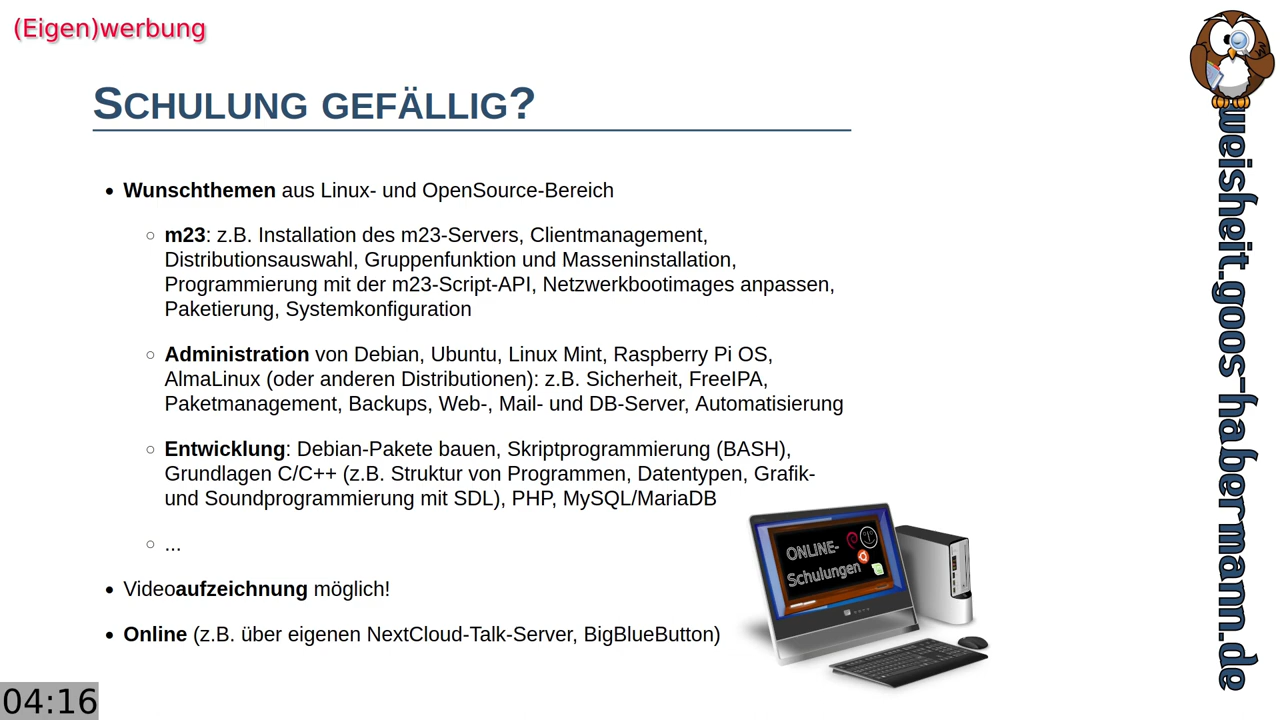 (Eigen)werbung
SCHULUNG GEFÄLLIG?
• Wunschthemen aus Linux- und OpenSource-Bereich
○ m23: z.B. Installation des m23-Servers, Clientmanagement,
Distributionsauswahl, Gruppenfunktion und Masseninstallation,
Programmierung mit der m23-Script-API, Netzwerkbootimages anpassen,
Paketierung, Systemkonfiguration
○ Administration von Debian, Ubuntu, Linux Mint, Raspberry Pi OS,
AlmaLinux (oder anderen Distributionen): z.B. Sicherheit, FreeIPA,
Paketmanagement, Backups, Web-, Mail- und DB-Server, Automatisierung
○ Entwicklung: Debian-Pakete bauen, Skriptprogrammierung (BASH),
Grundlagen C/C++ (z.B. Struktur von Programmen, Datentypen, Grafik-
und Soundprogrammierung mit SDL), PHP, MySQL/MariaDB
○ ...
• Videoaufzeichnung möglich!
• Online (z.B. über eigenen NextCloud-Talk-Server, BigBlueButton)
ONLINE-
Schulungen
weisheit.goos-habermann.de
04:16